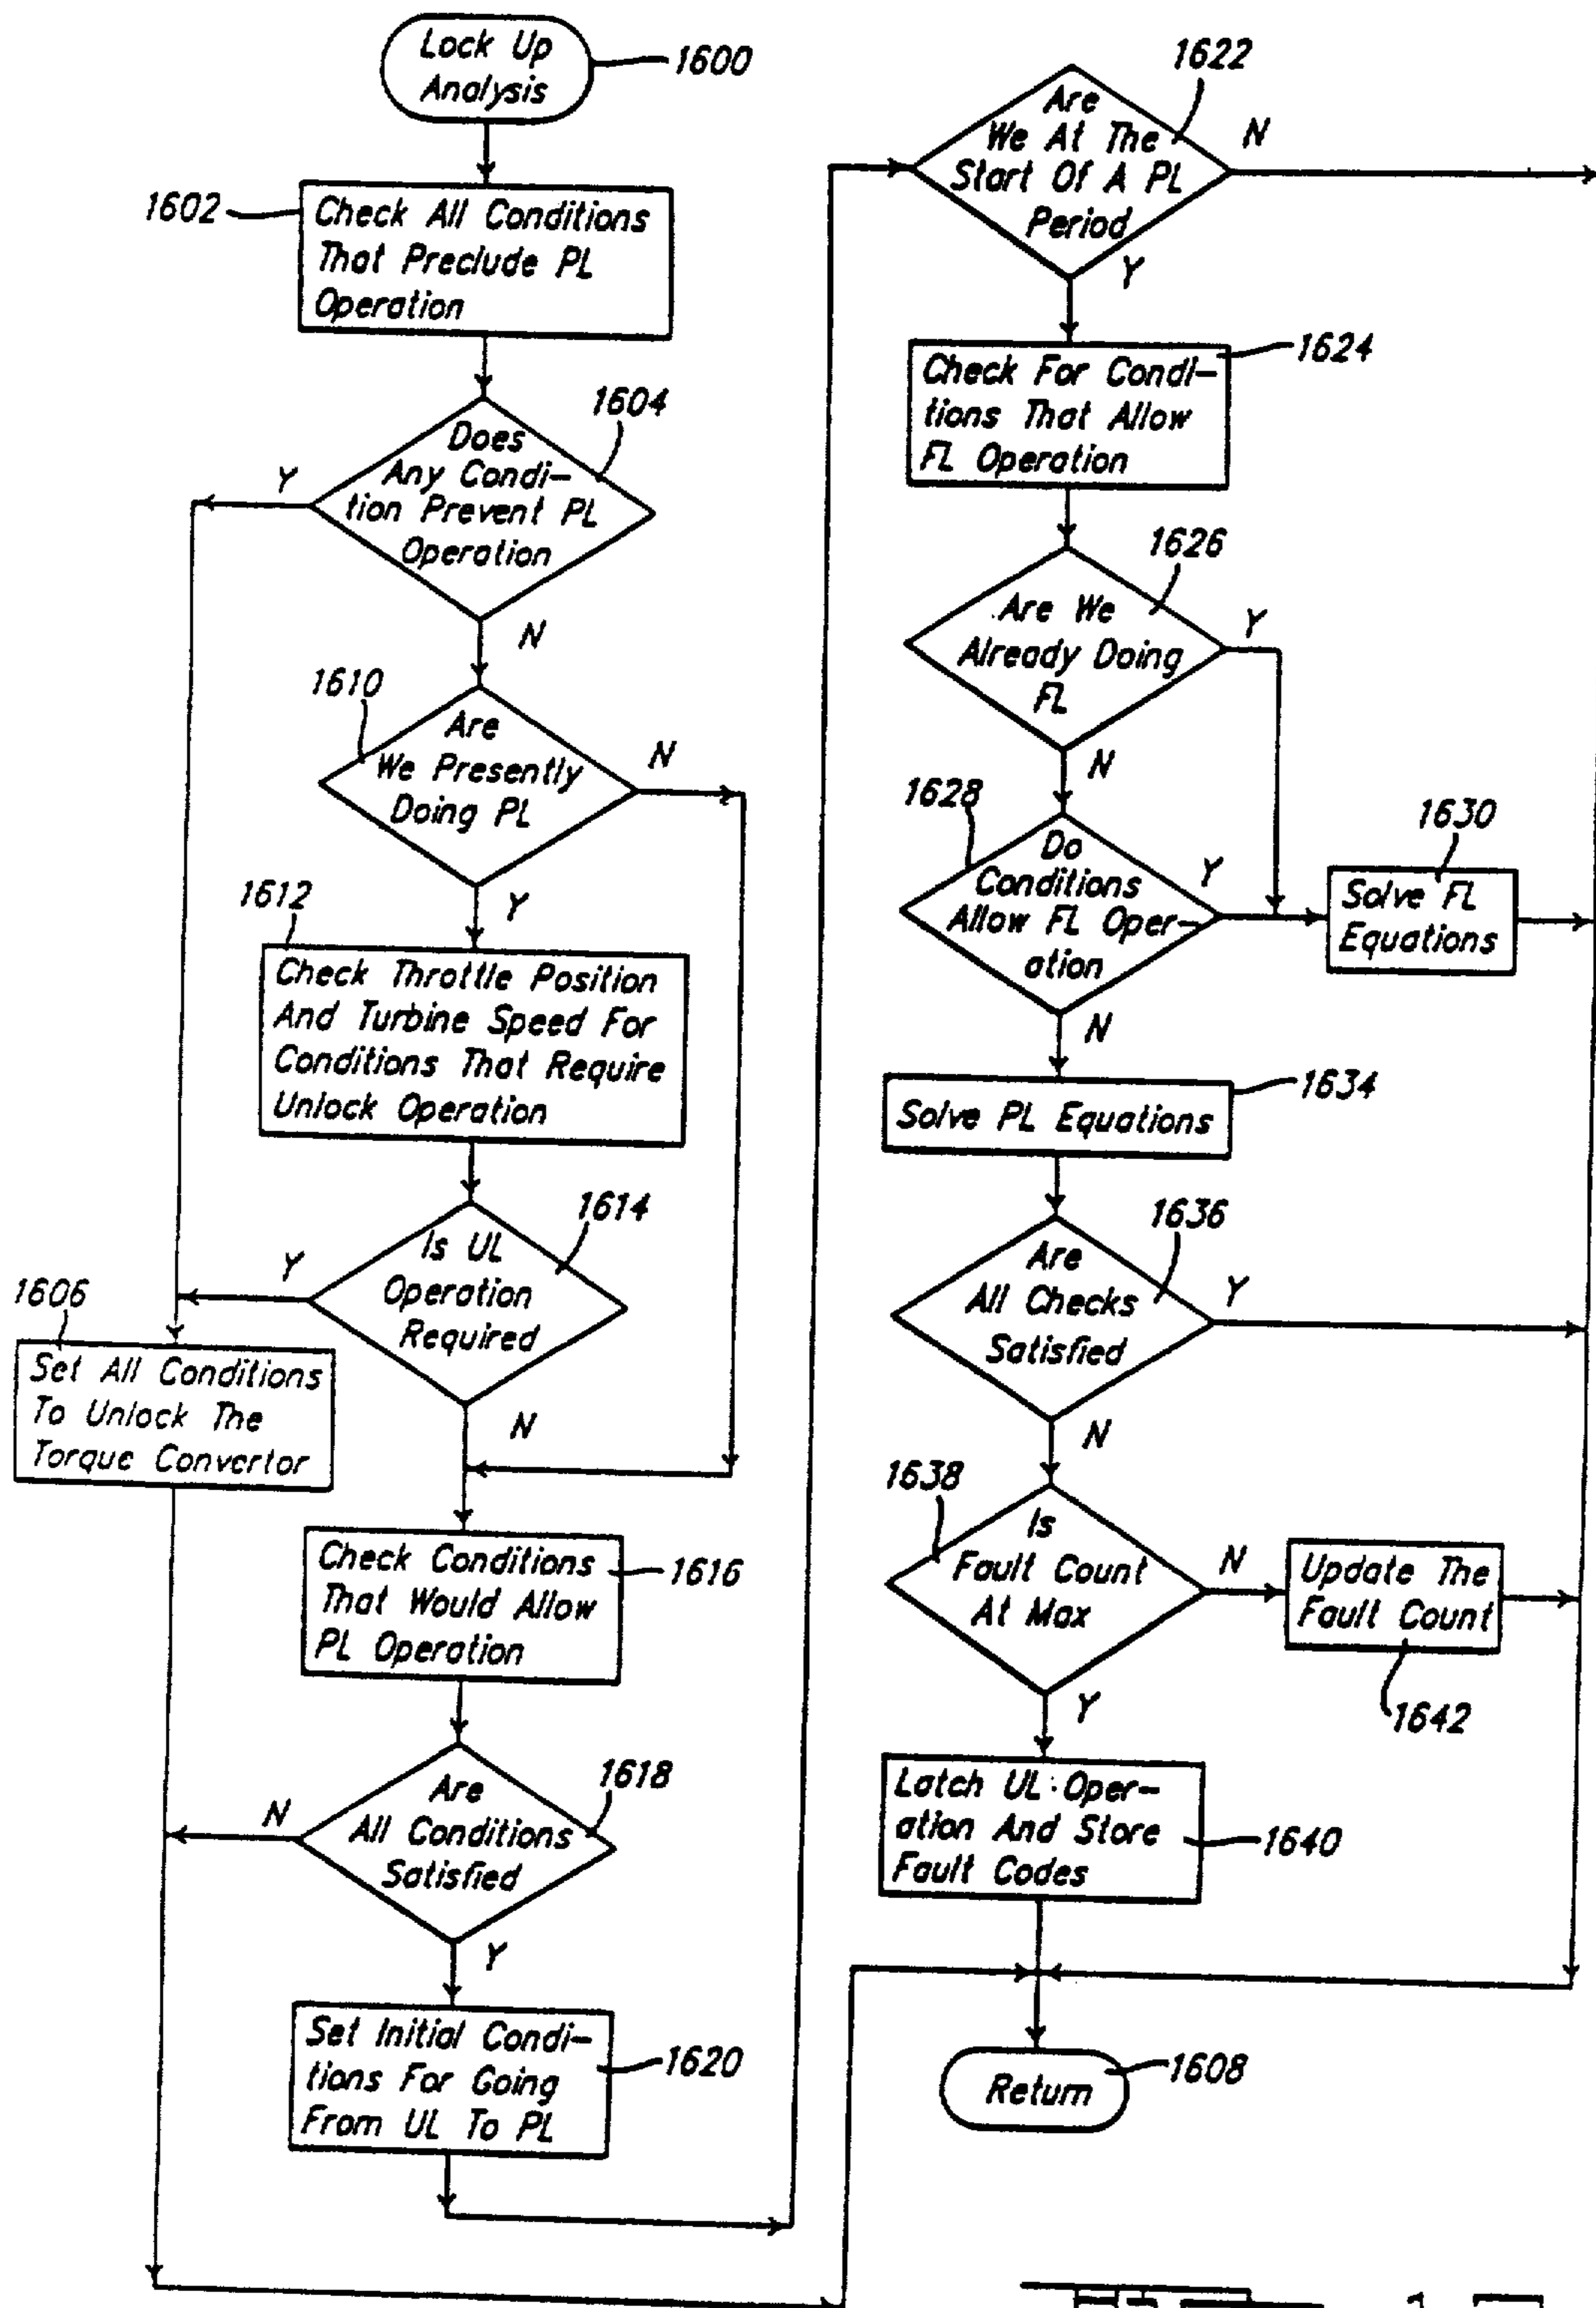 Lock Up
Analysis
1600
1602
Check All Conditions
That Preclude PL
Operation
1604
Does
Any Condi-
tion Prevent PL
Operation
Y
N
1610
Are
We Presently
Doing PL
N
Y
1612
Check Throttle Position
And Turbine Speed For
Conditions That Require
Unlock Operation
1614
Is UL
Operation
Required
Y
N
1606
Set All Conditions
To Unlock The
Torque Convertor
Check Conditions
That Would Allow
PL Operation
1616
1618
Are
All Conditions
Satisfied
N
Y
Set Initial Condi-
tions For Going
From UL To PL
1620
1622
Are
We At The
Start Of A PL
Period
N
Y
1624
Check For Condi-
tions That Allow
FL Operation
1626
Are We
Already Doing
FL
Y
N
1628
Do
Conditions
Allow FL Oper-
ation
Y
N
1630
Solve FL
Equations
1634
Solve PL Equations
1636
Are
All Checks
Satisfied
Y
N
1638
Is
Fault Count
At Max
N
Y
Update The
Fault Count
1642
Latch UL Oper-
ation And Store
Fault Codes
1640
Return
1608